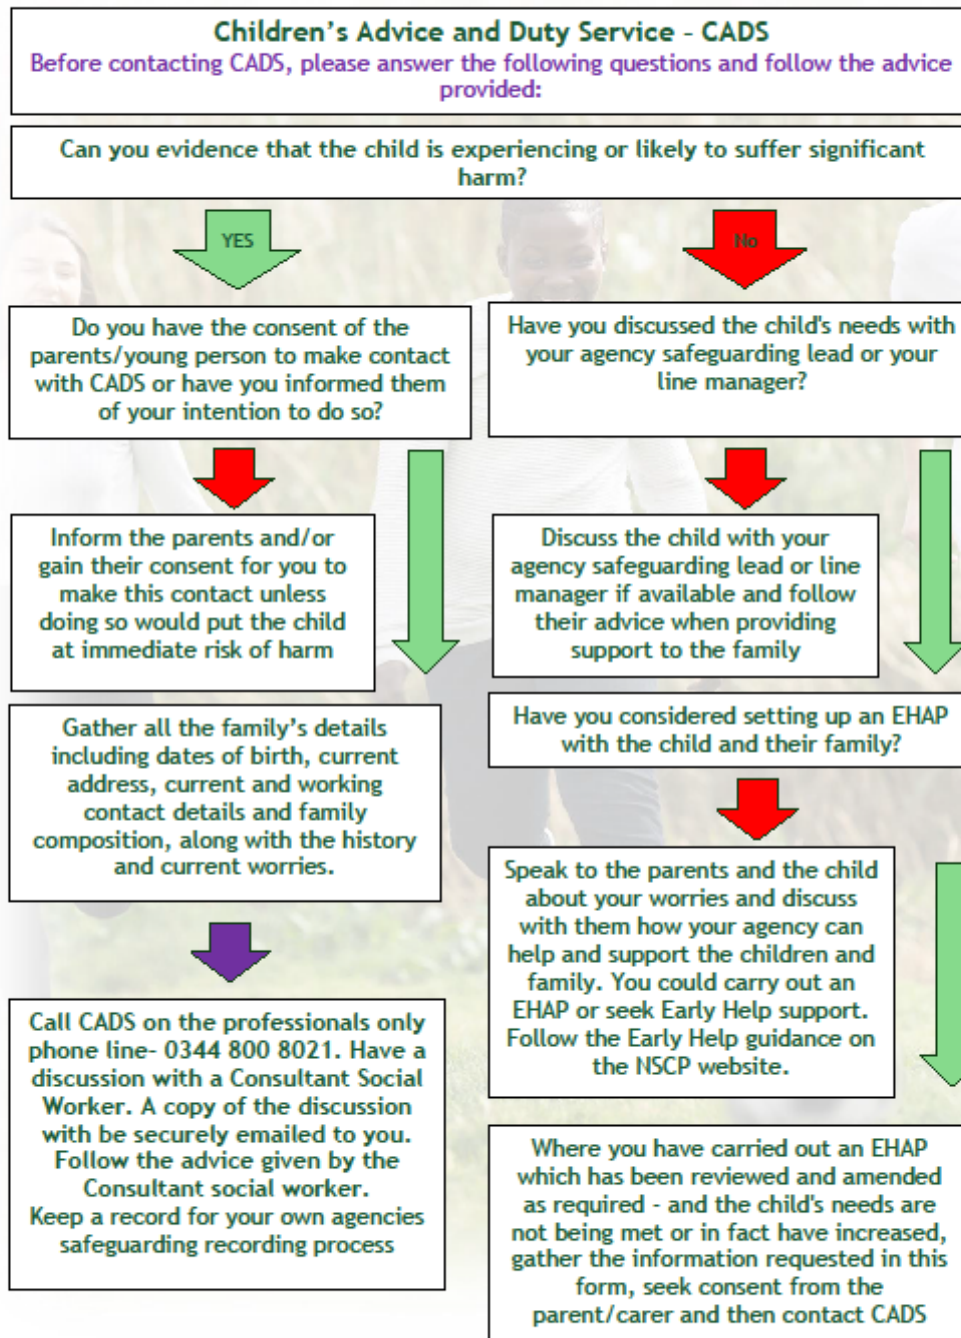 Children’s Advice and Duty Service - CADS
Before contacting CADS, please answer the following questions and follow the advice
provided:
Can you evidence that the child is experiencing or likely to suffer significant
harm?
YES
No
Do you have the consent of the
parents/young person to make contact
with CADS or have you informed them
of your intention to do so?
Have you discussed the child's needs with
your agency safeguarding lead or your
line manager?
Inform the parents and/or
gain their consent for you to
make this contact unless
doing so would put the child
at immediate risk of harm
Discuss the child with your
agency safeguarding lead or line
manager if available and follow
their advice when providing
support to the family
Gather all the family’s details
including dates of birth, current
address, current and working
contact details and family
composition, along with the history
and current worries.
Have you considered setting up an EHAP
with the child and their family?
Speak to the parents and the child
about your worries and discuss
with them how your agency can
help and support the children and
family. You could carry out an
EHAP or seek Early Help support.
Follow the Early Help guidance on
the NSCP website.
Call CADS on the professionals only
phone line- 0344 800 8021. Have a
discussion with a Consultant Social
Worker. A copy of the discussion
with be securely emailed to you.
Follow the advice given by the
Consultant social worker.
Keep a record for your own agencies
safeguarding recording process
Where you have carried out an EHAP
which has been reviewed and amended
as required - and the child's needs are
not being met or in fact have increased,
gather the information requested in this
form, seek consent from the
parent/carer and then contact CADS